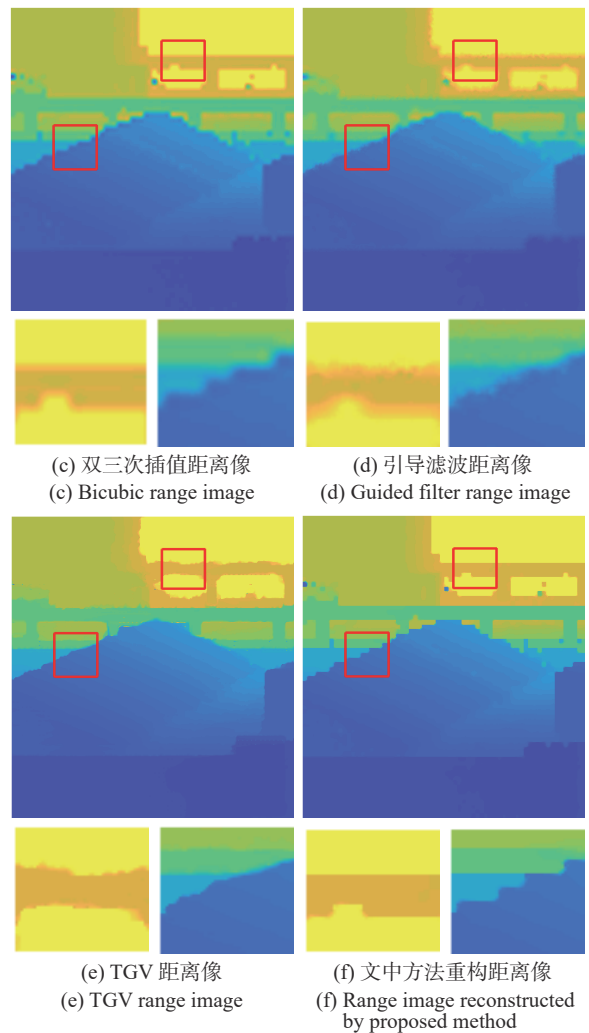 (c) 双三次插值距离像
(c) Bicubic range image
(d) 引导滤波距离像
(d) Guided filter range image
(e) TGV 距离像
(e) TGV range image
(f) 文中方法重构距离像
(f) Range image reconstructed
by proposed method